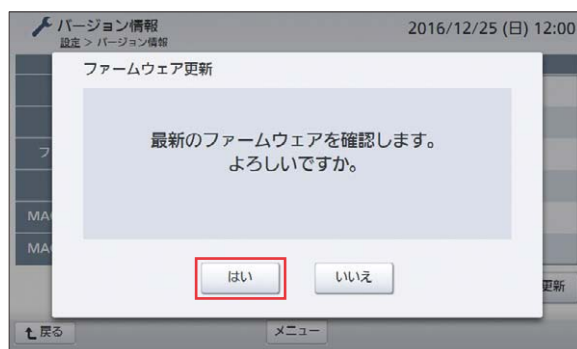 バージョン情報
2016/12/25 (日) 12:00
設定 > バージョン情報
ファームウェア更新
最新のファームウェアを確認します。
よろしいですか。
フ
MA
MA
はい
いいえ
更新
戻る
メニュー